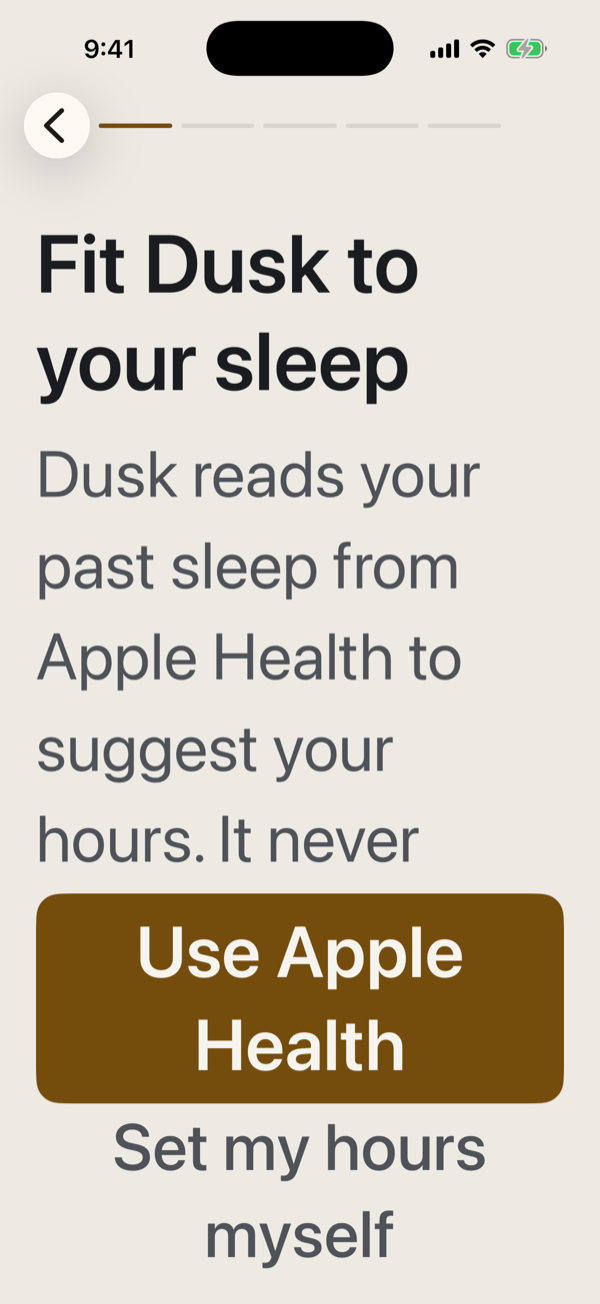 9:41
Fit Dusk to
your sleep
Dusk reads your
past sleep from
Apple Health to
suggest your
hours. It never
Use Apple
Health
Set my hours
myself